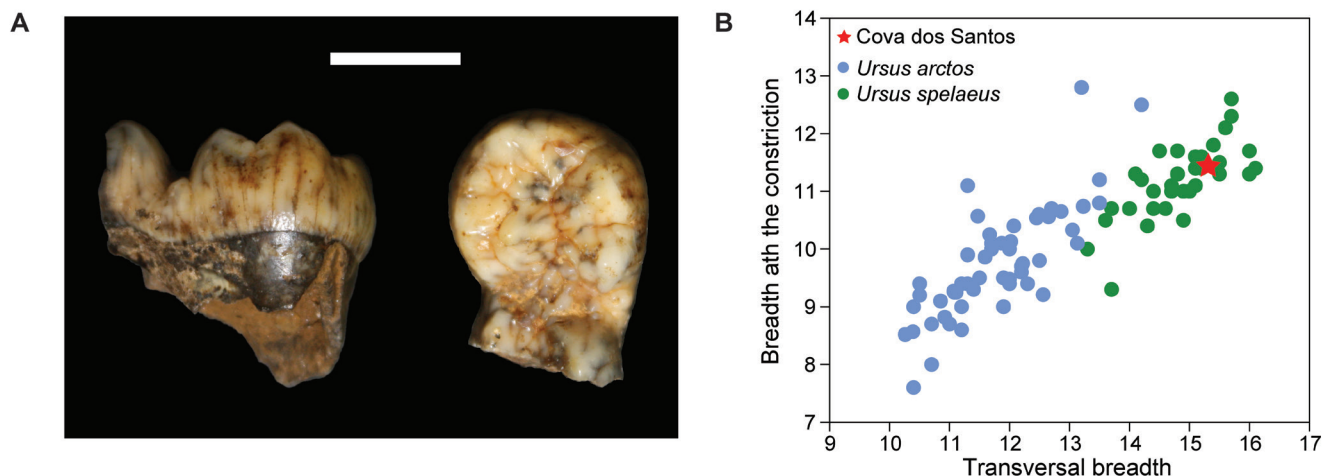 A
B
14
13
12
11
10
9
8
7
Breadth ath the constriction
Cova dos Santos
Ursus arctos
Ursus spelaeus
9 10 11 12 13 14 15 16 17
Transversal breadth